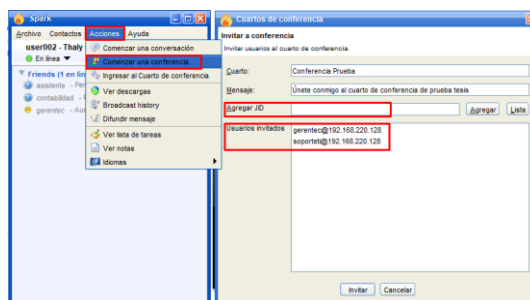 Spark
Archivo Contactos Acciones Ayuda
user002 - Thaly
En línea
Friends (1 en lín
asistente -
contabilidad -
gerentec - Au
Comenzar una conversación
Comenzar una conferencia...
Ingresar al Cuarto de conferencia
Ver descargas
Broadcast history
Difundir mensaje
Ver lista de tareas
Ver notas
Idiomas
Cuartos de conferencia
Invitar a conferencia
Invitar usuarios al cuarto de conferencia.
Cuarto: Conferencia Prueba
Mensaje: Únete conmigo al cuarto de conferencia de prueba tesis
Agregar JID Agregar Lista
Usuarios invitados gerentec@192.168.220.128
soporteti@192.168.220.128
Invitar Cancelar